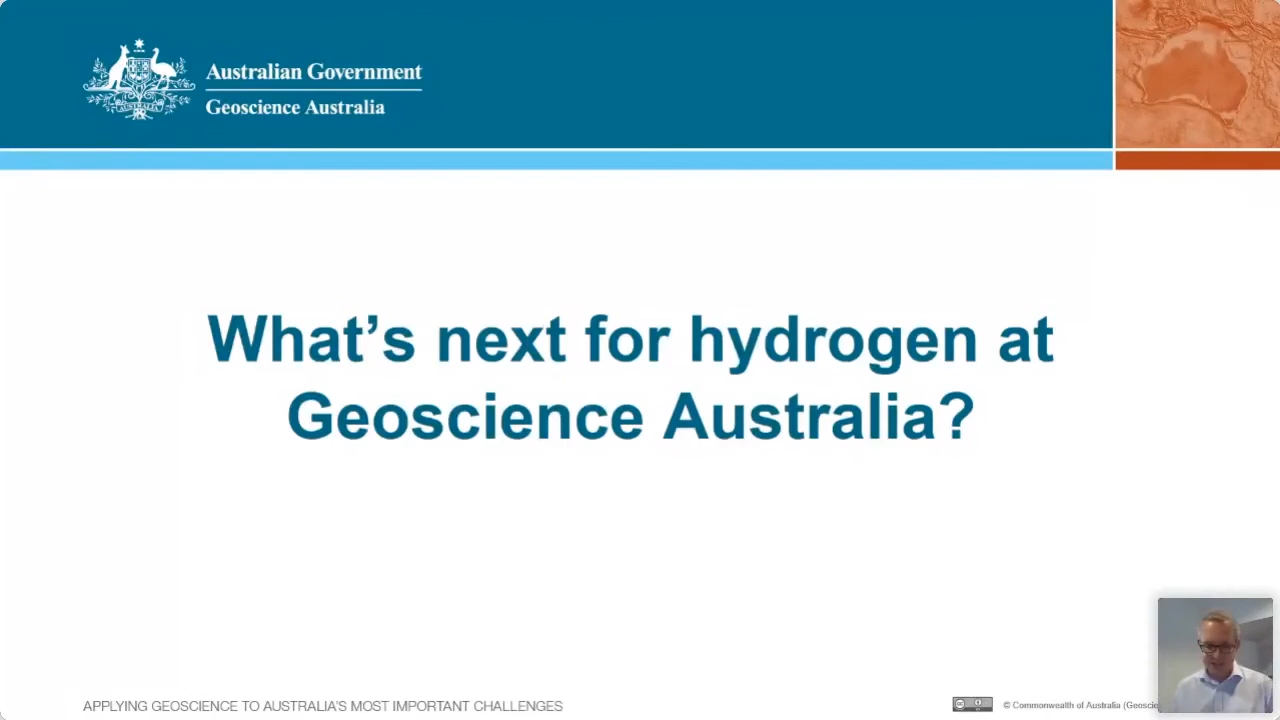 Australian Government
Geoscience Australia
What's next for hydrogen at
Geoscience Australia?
APPLYING GEOSCIENCE TO AUSTRALIA'S MOST IMPORTANT CHALLENGES
© Commonwealth of Australia (Geoscie